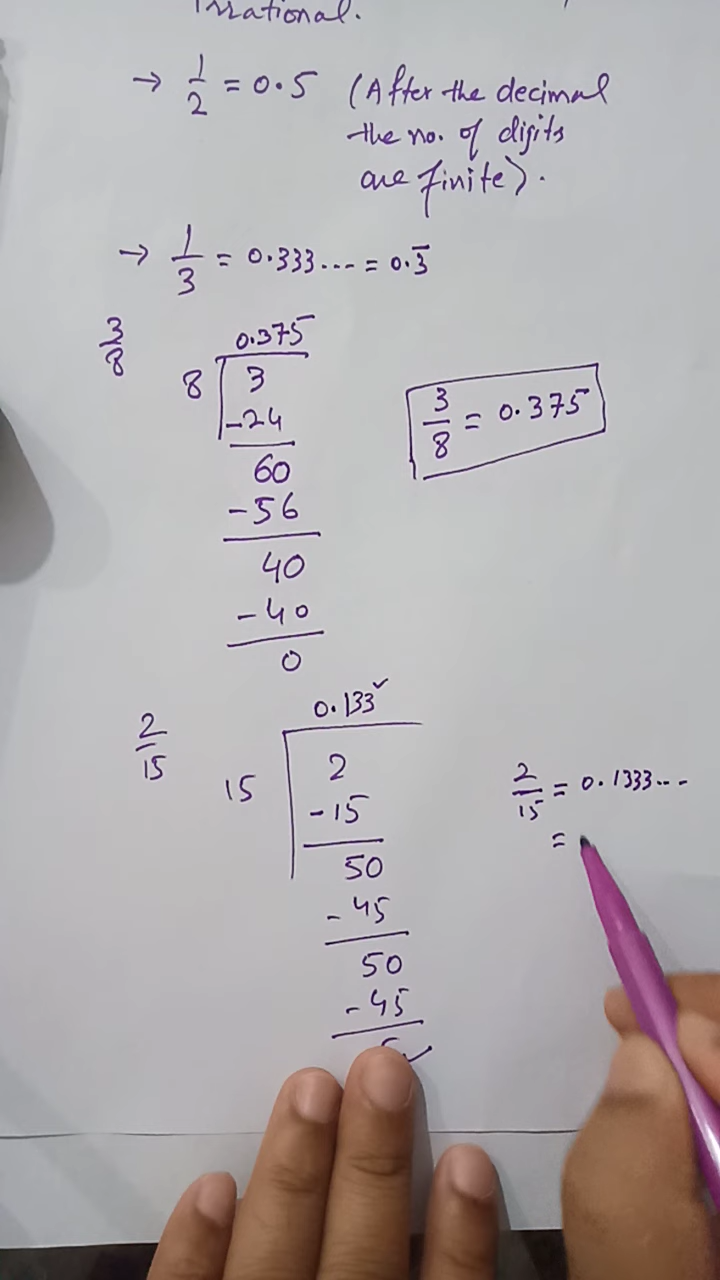 Irrational.
→ 1/2 = 0.5 (After the decimal
the no. of digits
are finite).
→ 1/3 = 0.333... = 0.3̅
3/8
0.375
8 3
-24
60
-56
40
-40
0
3/8 = 0.375
2/15
0.133✓
15 2
-15
50
-45
50
-45
2/15 = 0.1333...
=